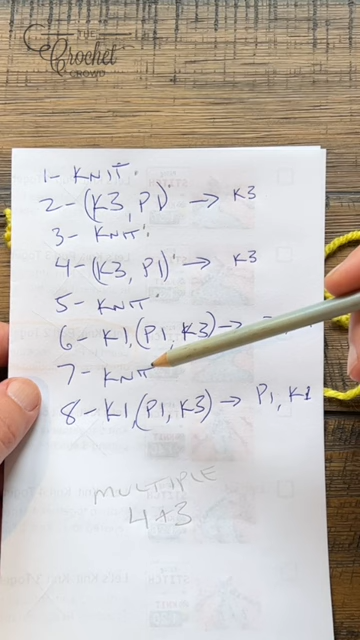 THE
Crochet
CROWD
1- KNIT.
2- (K3, P1) → K3
3- KNIT.
4- (K3, P1) → K3
5- KNIT.
6- K1, (P1, K3) →
7- KNIT
8- K1, (P1, K3) → P1, K1
MULTIPLE
4+3